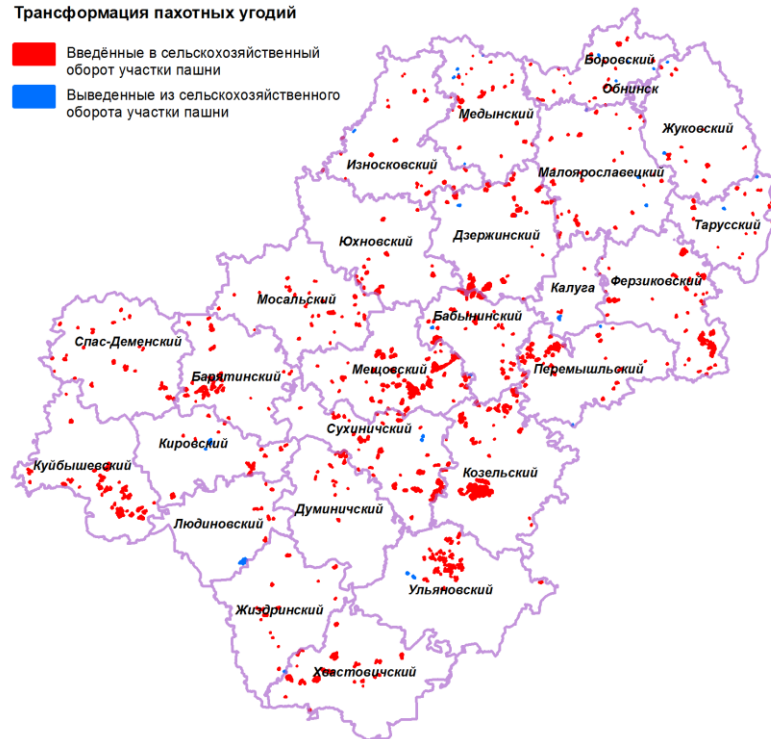 Трансформация пахотных угодий
Введённые в сельскохозяйственный
оборот участки пашни
Выведенные из сельскохозяйственного
оборота участки пашни
Боровский
Обнинск
Медынский
Жуковский
Износковский
Малоярославецкий
Тарусский
Юхновский
Дзержинский
Калуга
Ферзиковский
Мосальский
Бабынинский
Спас-Деменский
Барятинский
Мещовский
Перемышльский
Сухиничский
Кировский
Куйбышевский
Козельский
Людиновский
Думиничский
Ульяновский
Жиздринский
Хвастовичский